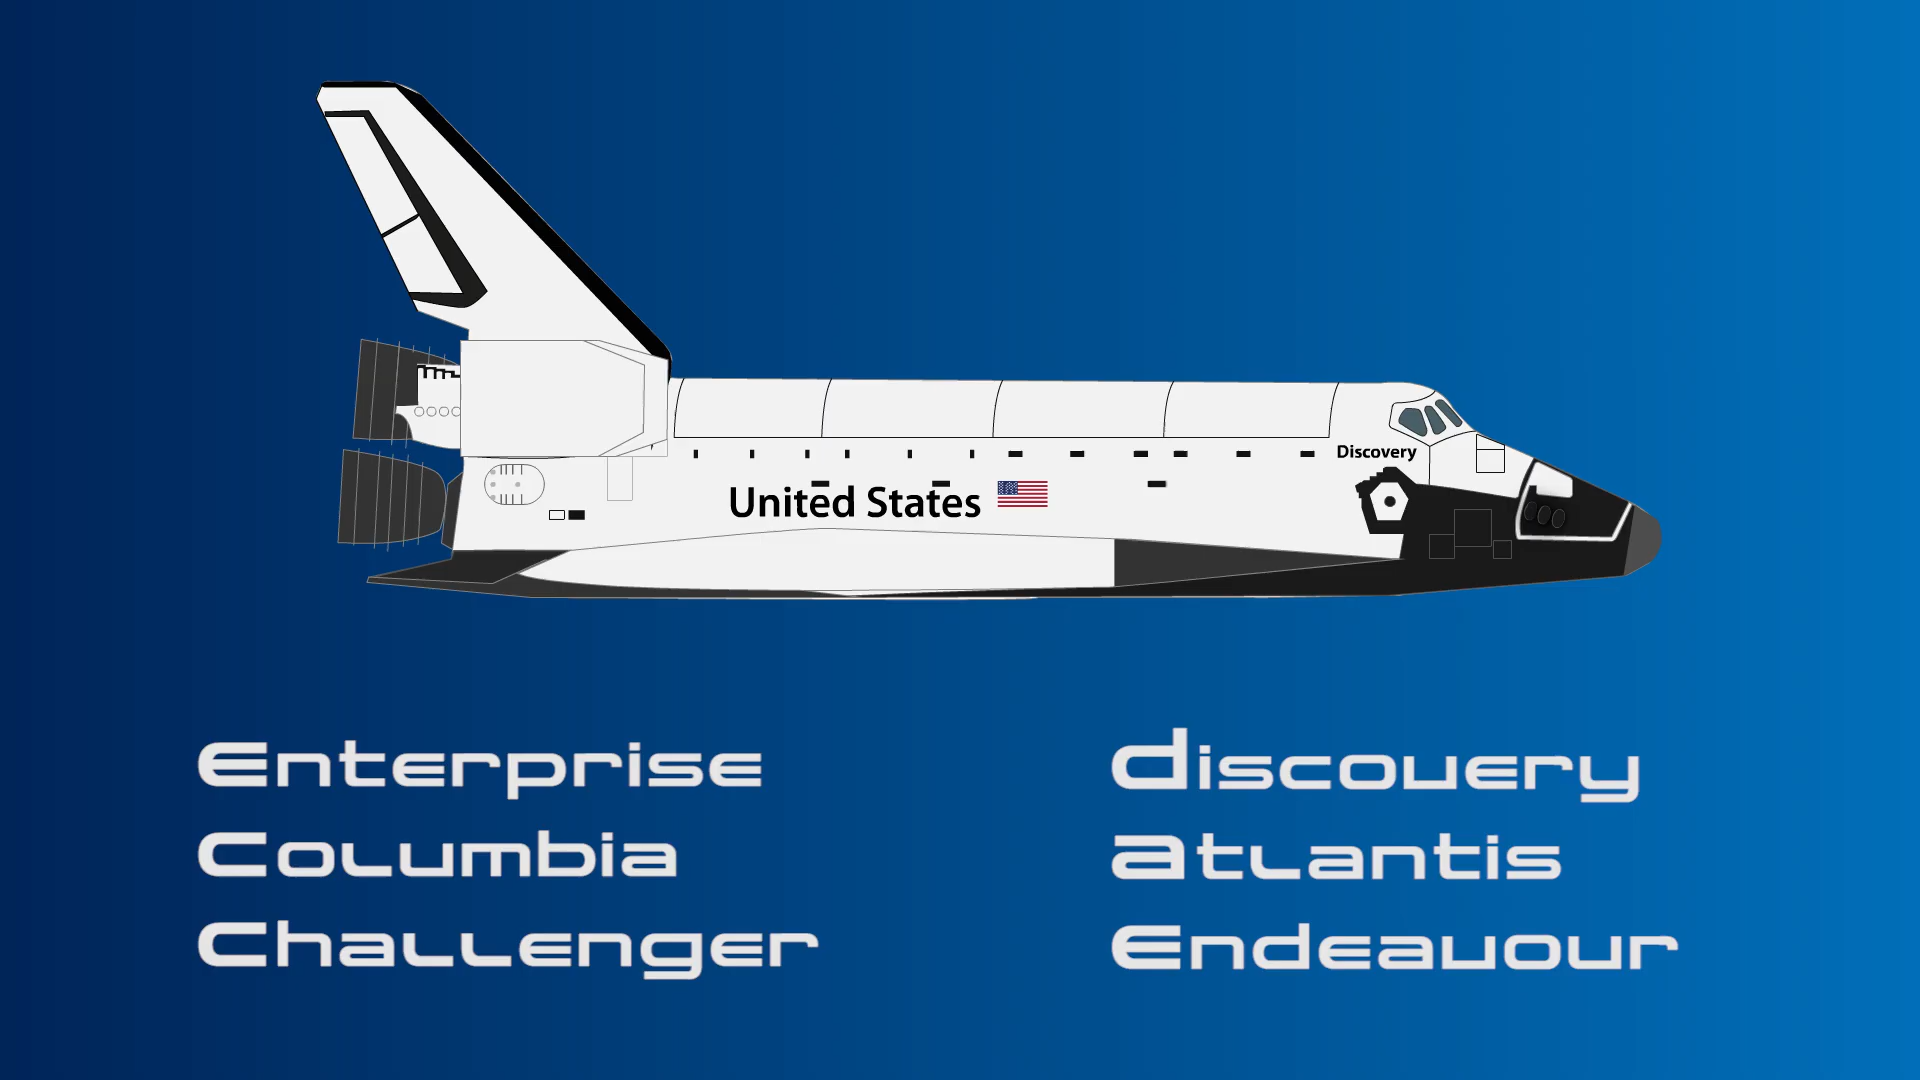 Discovery
United States
Enterprise
Columbia
Challenger
discovery
Atlantis
Endeavour